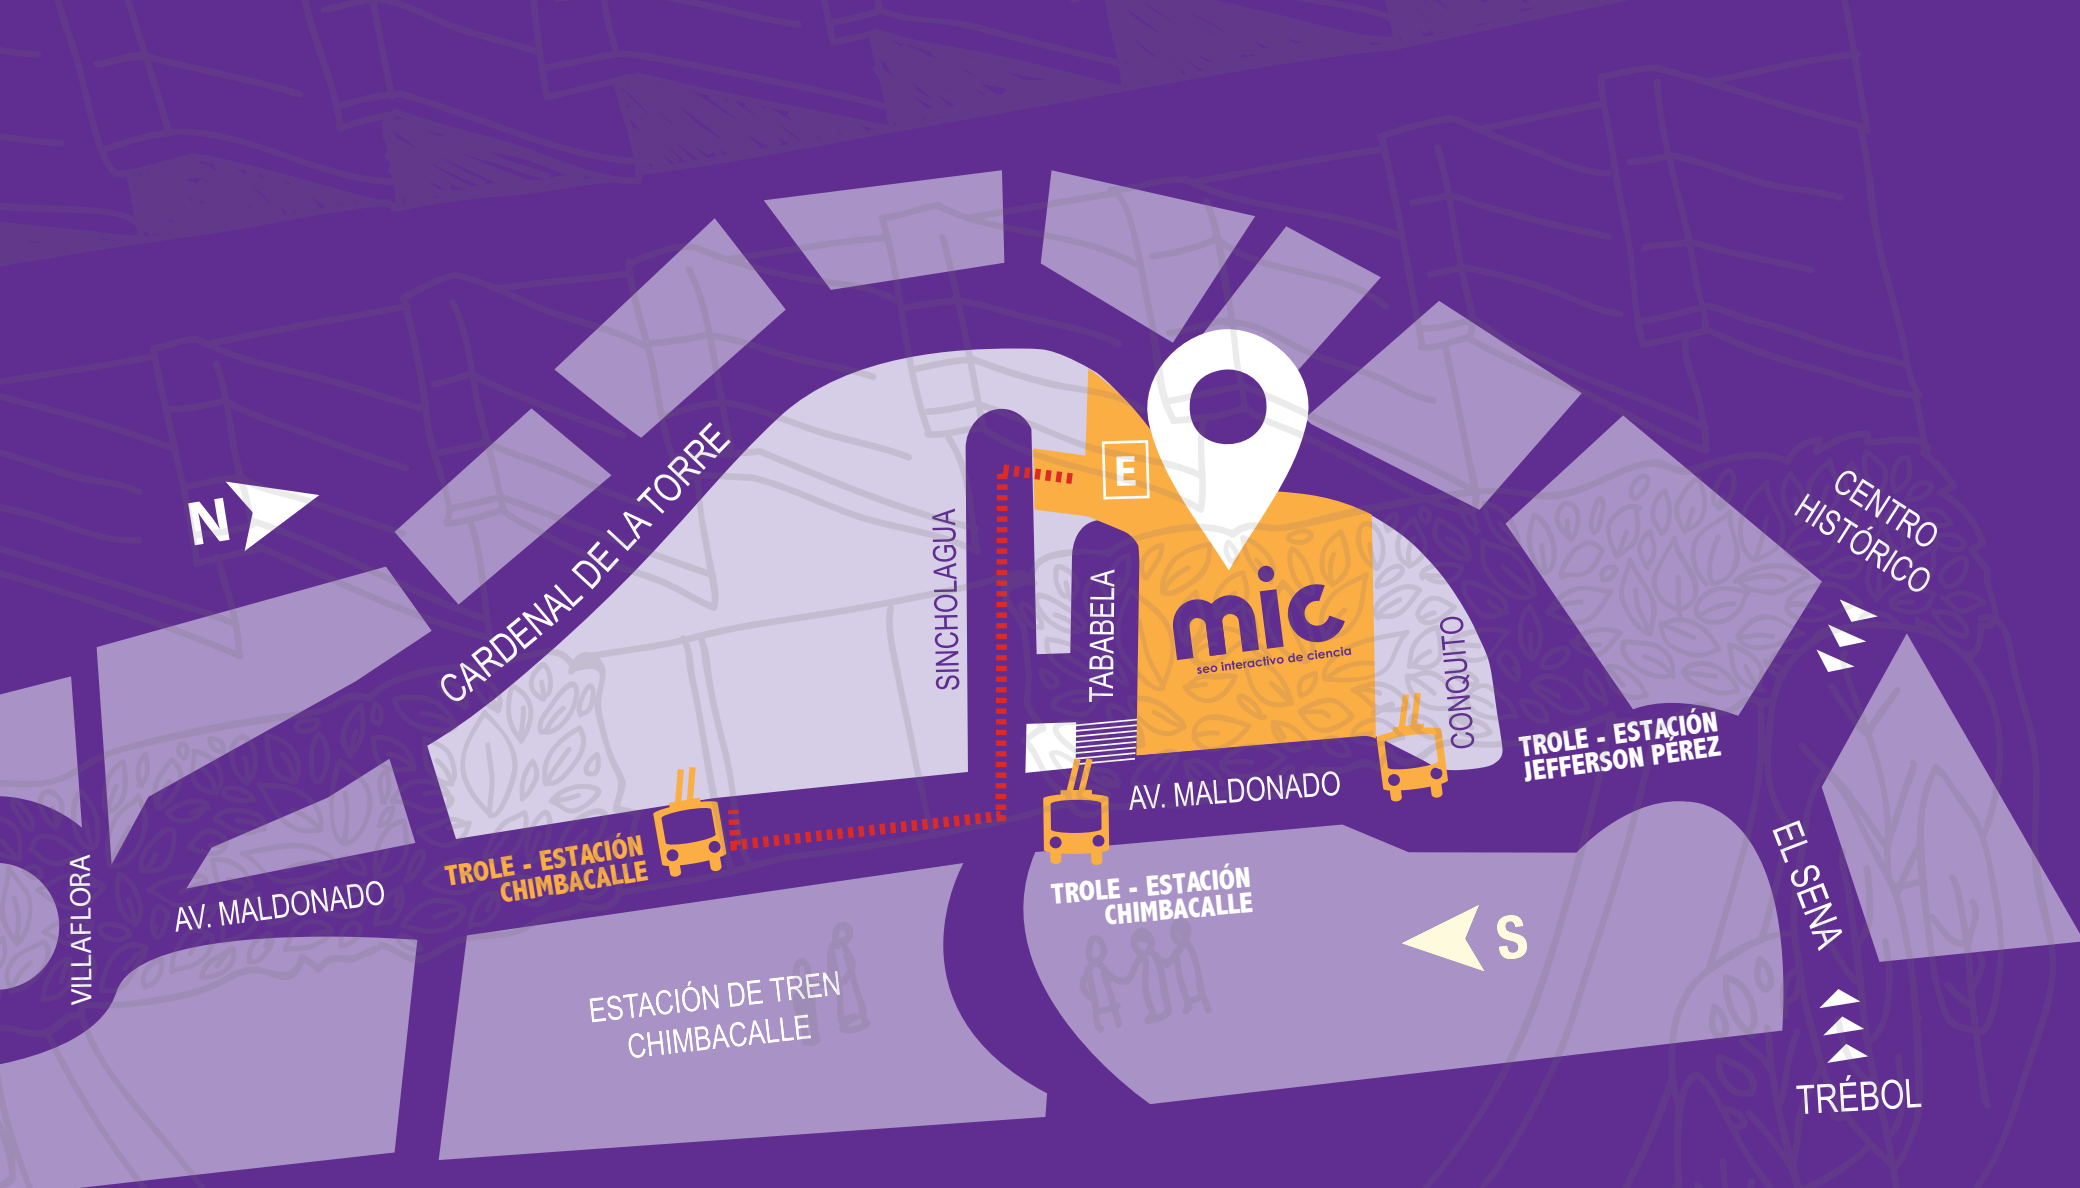 N
CARDENAL DE LA TORRE
E
SINCHOLAGUA
TABABELA
mic
seo interactivo de ciencia
CONQUITO
CENTRO
HISTÓRICO
TROLE - ESTACIÓN
JEFFERSON PÉREZ
AV. MALDONADO
TROLE - ESTACIÓN
CHIMBACALLE
TROLE - ESTACIÓN
CHIMBACALLE
AV. MALDONADO
VILLAFLORA
ESTACIÓN DE TREN
CHIMBACALLE
S
EL SENA
TRÉBOL